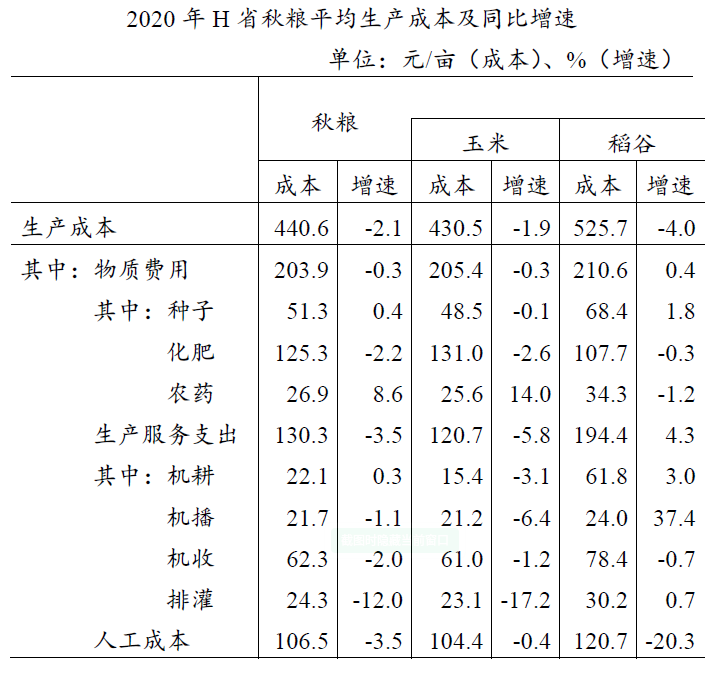 2020 年 H 省秋粮平均生产成本及同比增速
单位：元/亩（成本）、%（增速）
秋粮
玉米 稻谷
成本 增速 成本 增速 成本 增速
生产成本 440.6 -2.1 430.5 -1.9 525.7 -4.0
其中：物质费用 203.9 -0.3 205.4 -0.3 210.6 0.4
其中：种子 51.3 0.4 48.5 -0.1 68.4 1.8
化肥 125.3 -2.2 131.0 -2.6 107.7 -0.3
农药 26.9 8.6 25.6 14.0 34.3 -1.2
生产服务支出 130.3 -3.5 120.7 -5.8 194.4 4.3
其中：机耕 22.1 0.3 15.4 -3.1 61.8 3.0
机播 21.7 -1.1 21.2 -6.4 24.0 37.4
机收 62.3 -2.0 61.0 -1.2 78.4 -0.7
排灌 24.3 -12.0 23.1 -17.2 30.2 0.7
人工成本 106.5 -3.5 104.4 -0.4 120.7 -20.3